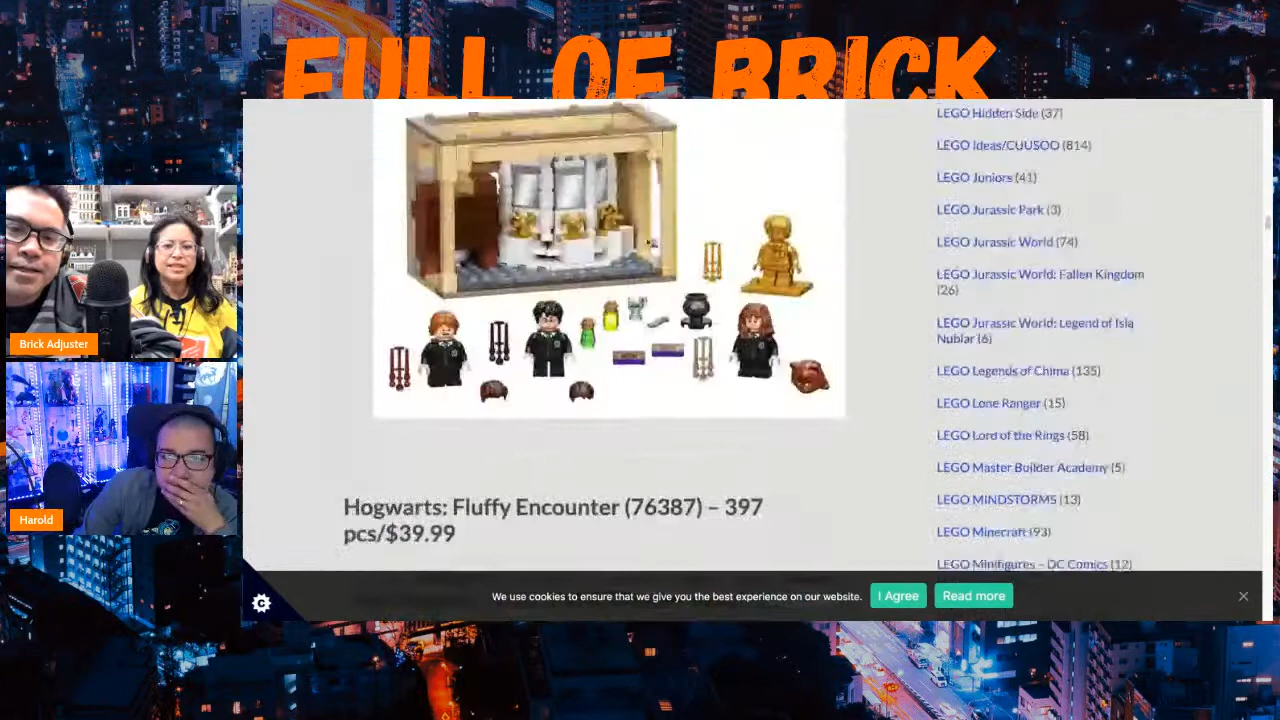 FULL OF BRICK
LEGO Hidden Side (37)
LEGO Ideas/CUUSOO (814)
LEGO Juniors (41)
LEGO Jurassic Park (3)
LEGO Jurassic World (74)
LEGO Jurassic World: Fallen Kingdom
(26)
LEGO Jurassic World: Legend of Isla
Nublar (6)
LEGO Legends of Chima (135)
LEGO Lone Ranger (15)
LEGO Lord of the Rings (58)
LEGO Master Builder Academy (5)
LEGO MINDSTORMS (13)
LEGO Minecraft (93)
LEGO Minifigures – DC Comics (12)
Brick Adjuster
Harold
Hogwarts: Fluffy Encounter (76387) – 397
pcs/$39.99
We use cookies to ensure that we give you the best experience on our website.
I Agree
Read more